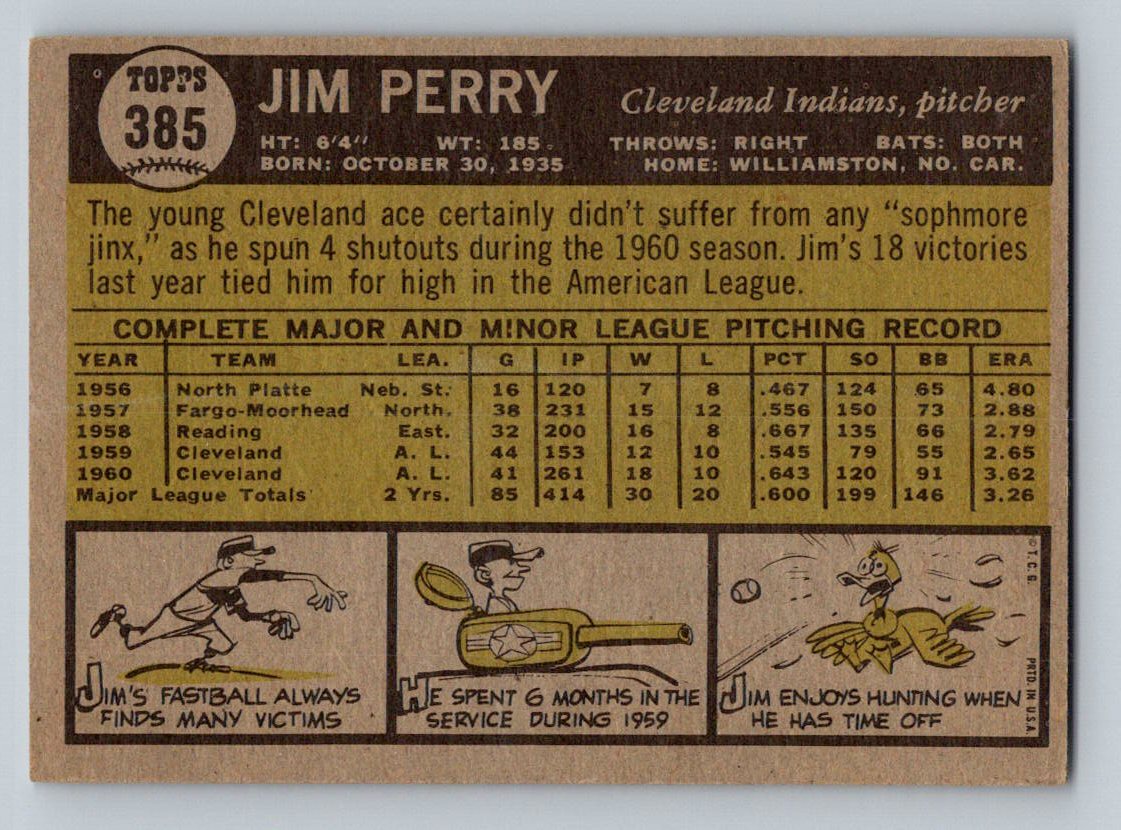 TOPPS
385
JIM PERRY
Cleveland Indians, pitcher
HT: 6'4" WT: 185 THROWS: RIGHT BATS: BOTH
BORN: OCTOBER 30, 1935 HOME: WILLIAMSTON, NO. CAR.
The young Cleveland ace certainly didn't suffer from any "sophmore
jinx," as he spun 4 shutouts during the 1960 season. Jim's 18 victories
last year tied him for high in the American League.
COMPLETE MAJOR AND MINOR LEAGUE PITCHING RECORD
YEAR TEAM LEA. G IP W L PCT SO BB ERA
1956 North Platte Neb. St. 16 120 7 8 .467 124 65 4.80
1957 Fargo-Moorhead North. 38 231 15 12 .556 150 73 2.88
1958 Reading East. 32 200 16 8 .667 135 66 2.79
1959 Cleveland A. L. 44 153 12 10 .545 79 55 2.65
1960 Cleveland A. L. 41 261 18 10 .643 120 91 3.62
Major League Totals 2 Yrs. 85 414 30 20 .600 199 146 3.26
JIM'S FASTBALL ALWAYS
FINDS MANY VICTIMS
HE SPENT 6 MONTHS IN THE
SERVICE DURING 1959
JIM ENJOYS HUNTING WHEN
HE HAS TIME OFF
© T. C. G. PRTD. IN U.S.A.